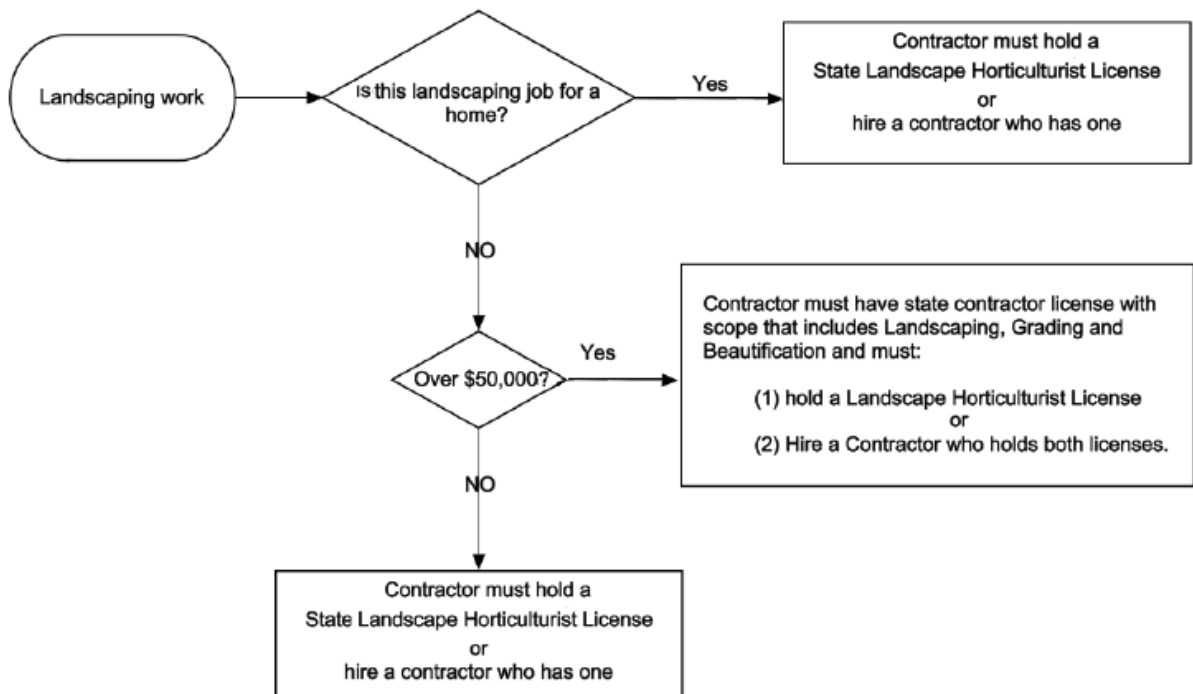 Landscaping work
Is this landscaping job for a
home?
Yes
Contractor must hold a
State Landscape Horticulturist License
or
hire a contractor who has one
NO
Over $50,000?
Yes
Contractor must have state contractor license with
scope that includes Landscaping, Grading and
Beautification and must:
(1) hold a Landscape Horticulturist License
or
(2) Hire a Contractor who holds both licenses.
NO
Contractor must hold a
State Landscape Horticulturist License
or
hire a contractor who has one